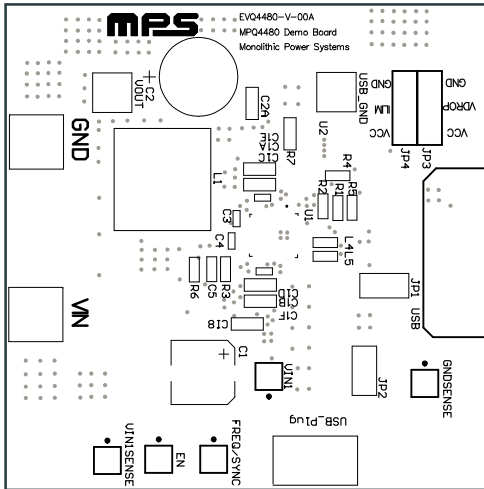 mps
EVQ4480-V-00A
MPQ4480 Demo Board
Monolithic Power Systems
VOUT
C2
C2A
USB_GND
GND
ILIM
VCC
GND
VDROP
VCC
JP4
JP3
GND
L1
C1E
C1A
C1C
R7
U2
R4
R2
R1
R5
C3
U1
C4
L4
L5
R6
C5
R3
C1D
C1B
C1F
CI8
VIN
JP1
USB
C1
VIN1
JP2
GNDSENSE
USB_Plug
VIN1SENSE
EN
FREQ/SYNC